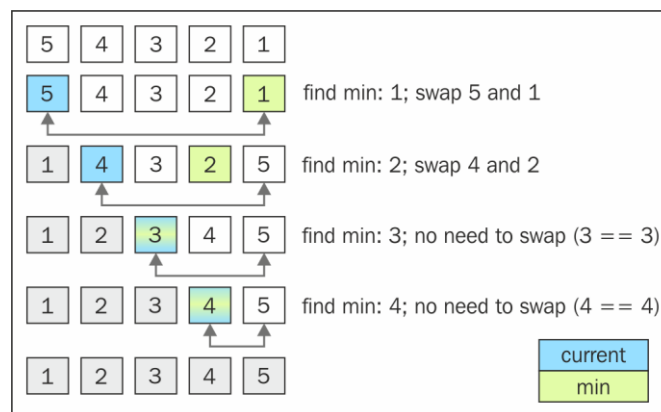 5 4 3 2 1
5 4 3 2 1 find min: 1; swap 5 and 1
1 4 3 2 5 find min: 2; swap 4 and 2
1 2 3 4 5 find min: 3; no need to swap (3 == 3)
1 2 3 4 5 find min: 4; no need to swap (4 == 4)
1 2 3 4 5
current
min